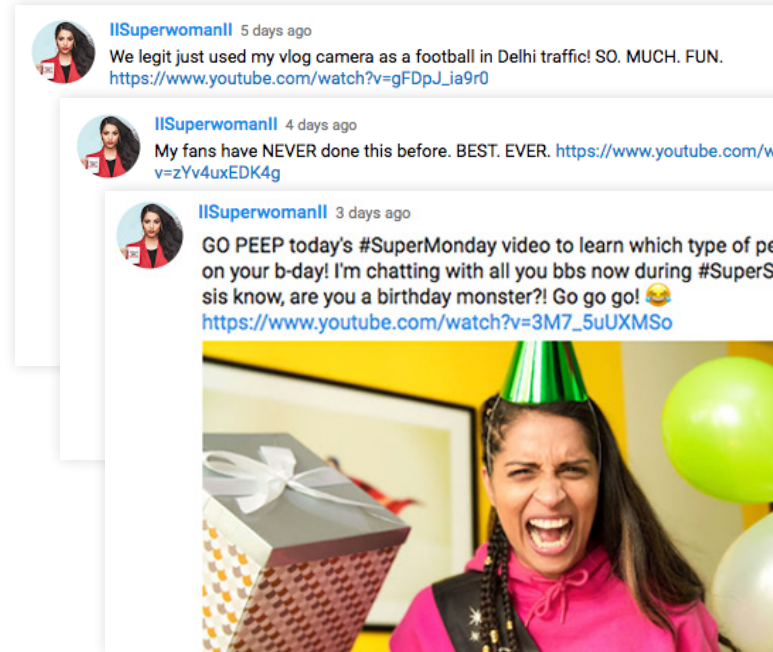 IISuperwomanII 5 days ago
We legit just used my vlog camera as a football in Delhi traffic! SO. MUCH. FUN.
https://www.youtube.com/watch?v=gFDpJ_ia9r0
IISuperwomanII 4 days ago
My fans have NEVER done this before. BEST. EVER. https://www.youtube.com/w
v=zYv4uxEDK4g
IISuperwomanII 3 days ago
GO PEEP today's #SuperMonday video to learn which type of pe
on your b-day! I'm chatting with all you bbs now during #SuperS
sis know, are you a birthday monster?! Go go go! 😂
https://www.youtube.com/watch?v=3M7_5uUXMSo